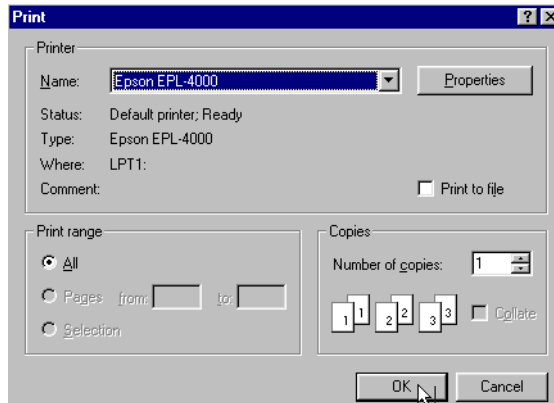 Print
Printer
Name: Epson EPL-4000 Properties
Status: Default printer; Ready
Type: Epson EPL-4000
Where: LPT1:
Comment: Print to file
Print range
All
Pages from: to:
Selection
Copies
Number of copies: 1
1 1 2 2 3 3 Collate
OK Cancel